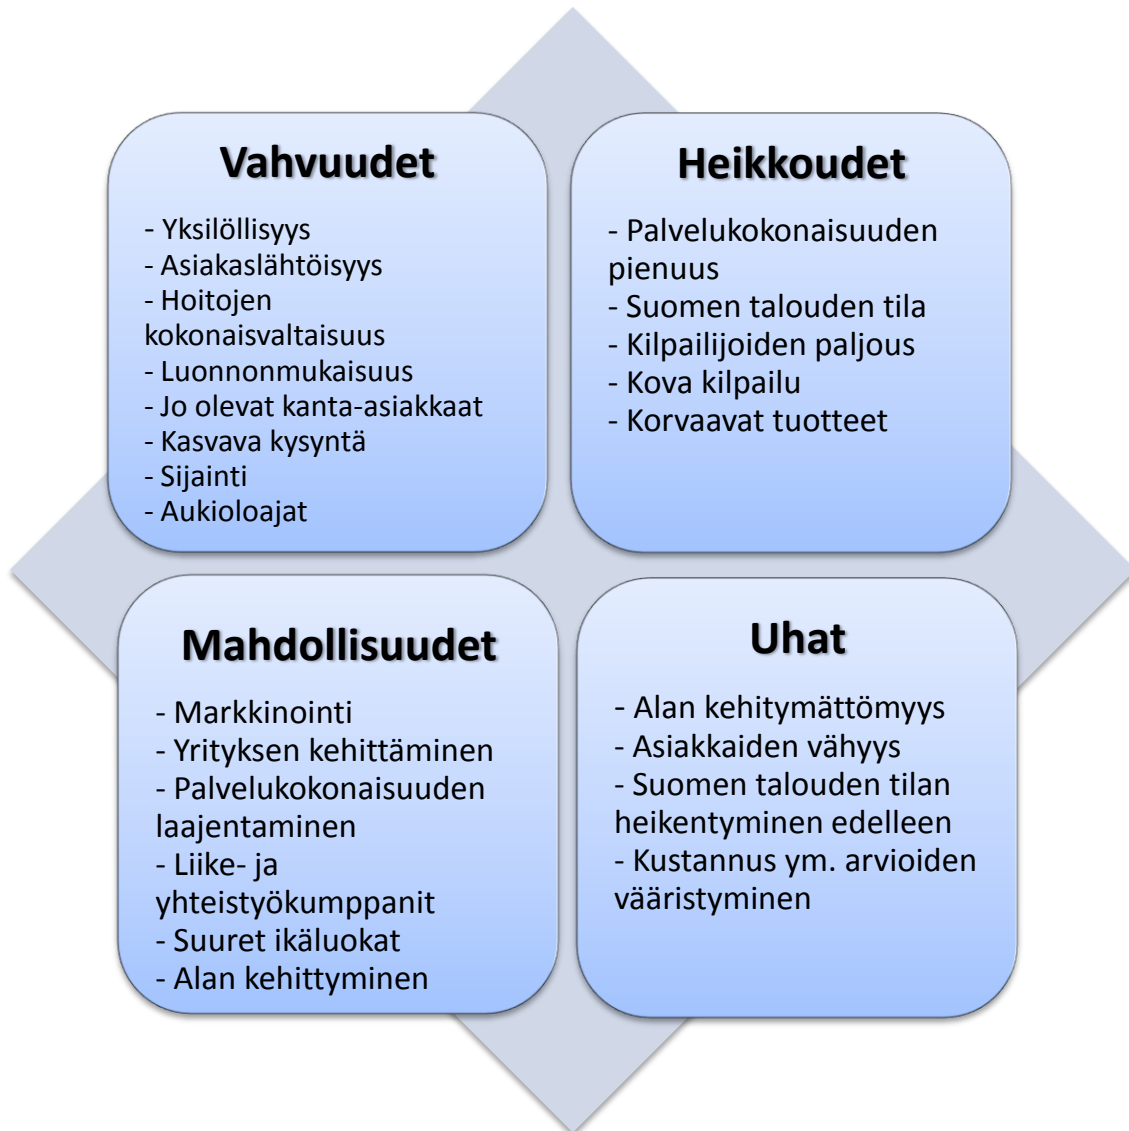 Vahvuudet
- Yksilöllisyys
- Asiakaslähtöisyys
- Hoitojen
kokonaisvaltaisuus
- Luonnonmukaisuus
- Jo olevat kanta-asiakkaat
- Kasvava kysyntä
- Sijainti
- Aukioloajat
Heikkoudet
- Palvelukokonaisuuden
pienuus
- Suomen talouden tila
- Kilpailijoiden paljous
- Kova kilpailu
- Korvaavat tuotteet
Mahdollisuudet
- Markkinointi
- Yrityksen kehittäminen
- Palvelukokonaisuuden
laajentaminen
- Liike- ja
yhteistyökumppanit
- Suuret ikäluokat
- Alan kehittyminen
Uhat
- Alan kehitymättömyys
- Asiakkaiden vähyys
- Suomen talouden tilan
heikentyminen edelleen
- Kustannus ym. arvioiden
vääristyminen